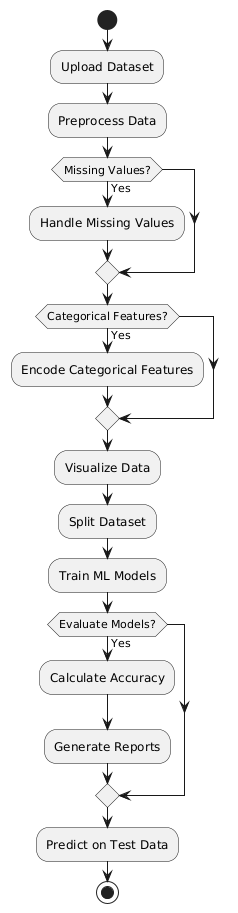 Upload Dataset
Preprocess Data
Missing Values?
Yes
Handle Missing Values
Categorical Features?
Yes
Encode Categorical Features
Visualize Data
Split Dataset
Train ML Models
Evaluate Models?
Yes
Calculate Accuracy
Generate Reports
Predict on Test Data